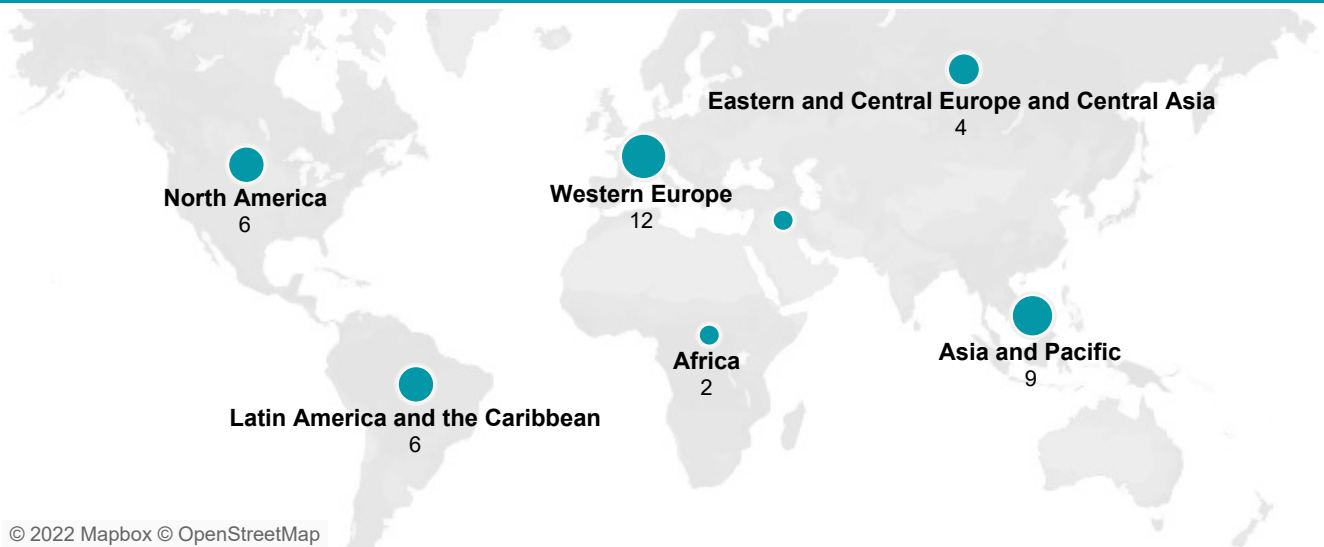 Eastern and Central Europe and Central Asia
4
North America
6
Western Europe
12
Asia and Pacific
9
Africa
2
Latin America and the Caribbean
6
© 2022 Mapbox © OpenStreetMap